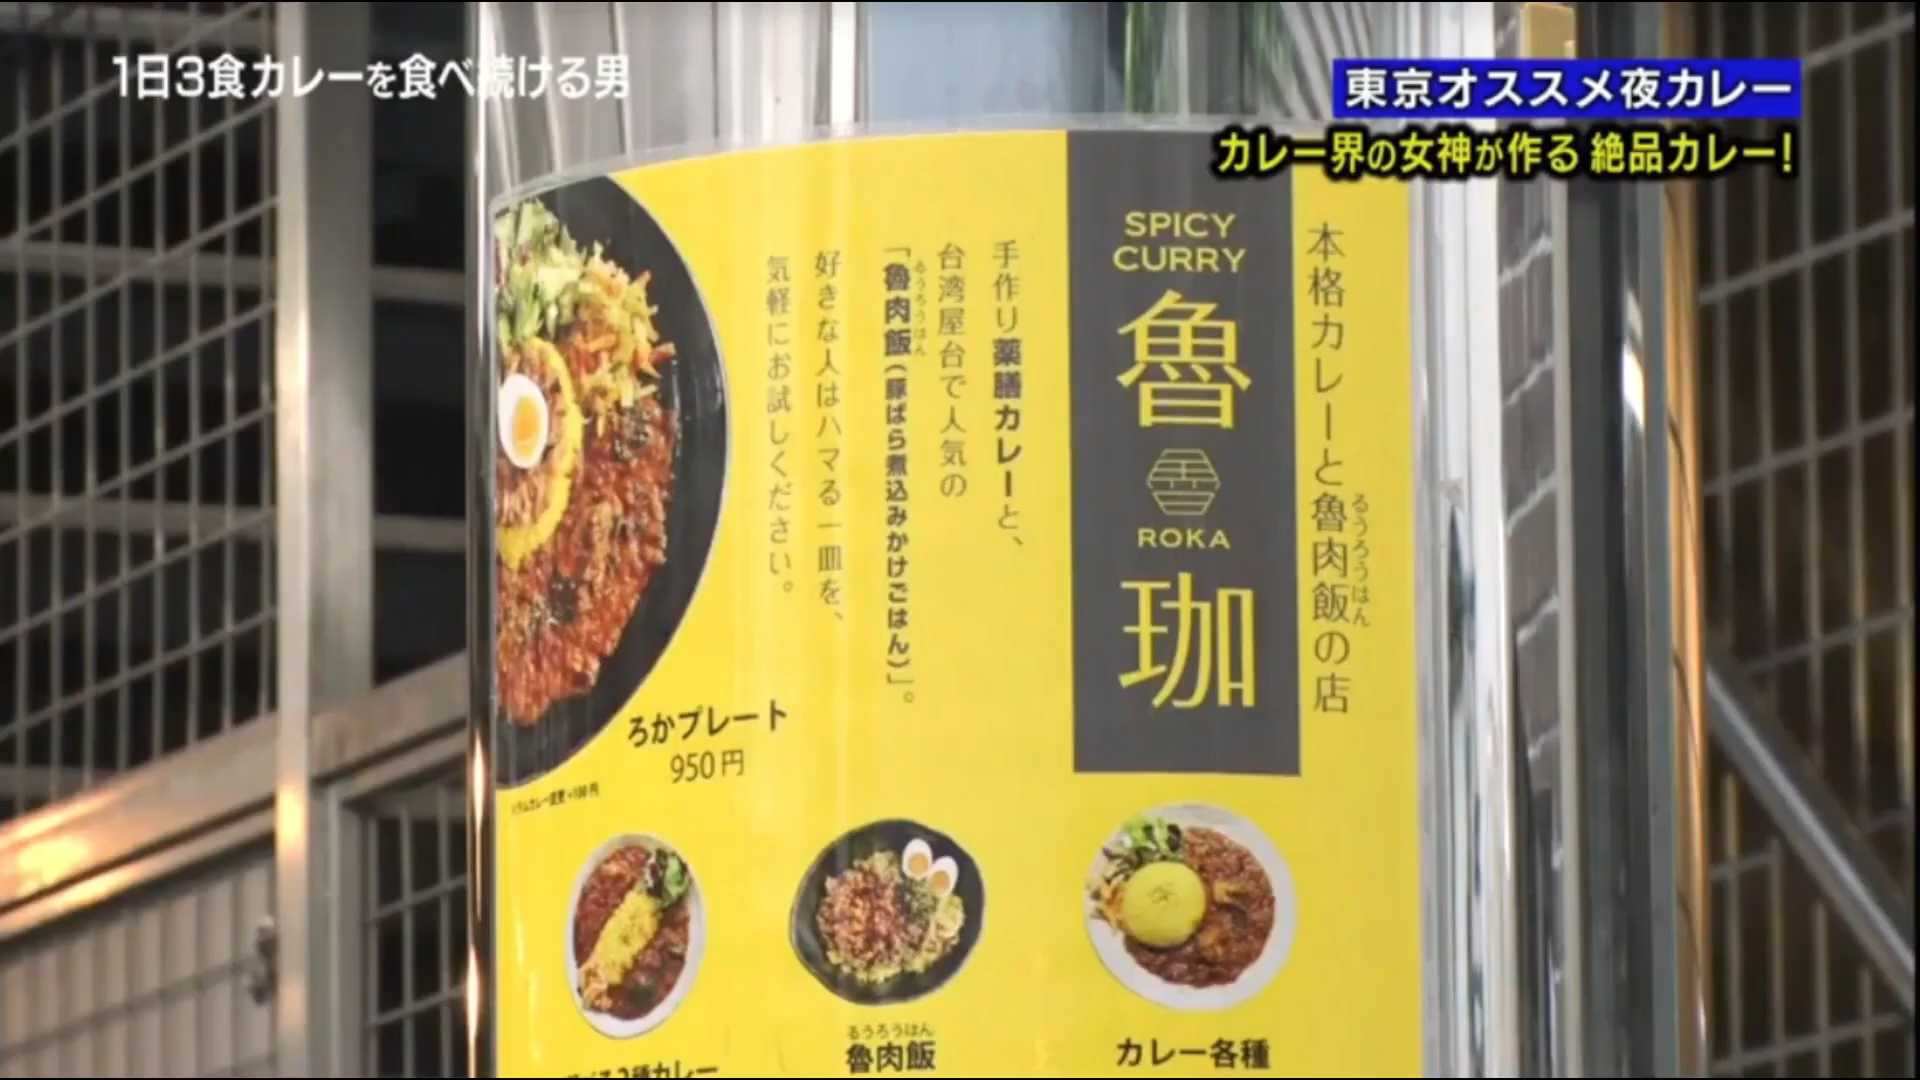 1日3食カレーを食べ続ける男
東京オススメ夜カレー
カレー界の女神が作る 絶品カレー!
本格カレーと魯肉飯の店
るうろうはん
SPICY
CURRY
魯
ROKA
珈
手作り薬膳カレーと、
台湾屋台で人気の
「魯肉飯(豚ばら煮込みかけごはん)」。
るうろうはん
好きな人はハマる一皿を、
気軽にお試しください。
ろかプレート
950円
るうろうはん
魯肉飯
カレー各種
2種カレー